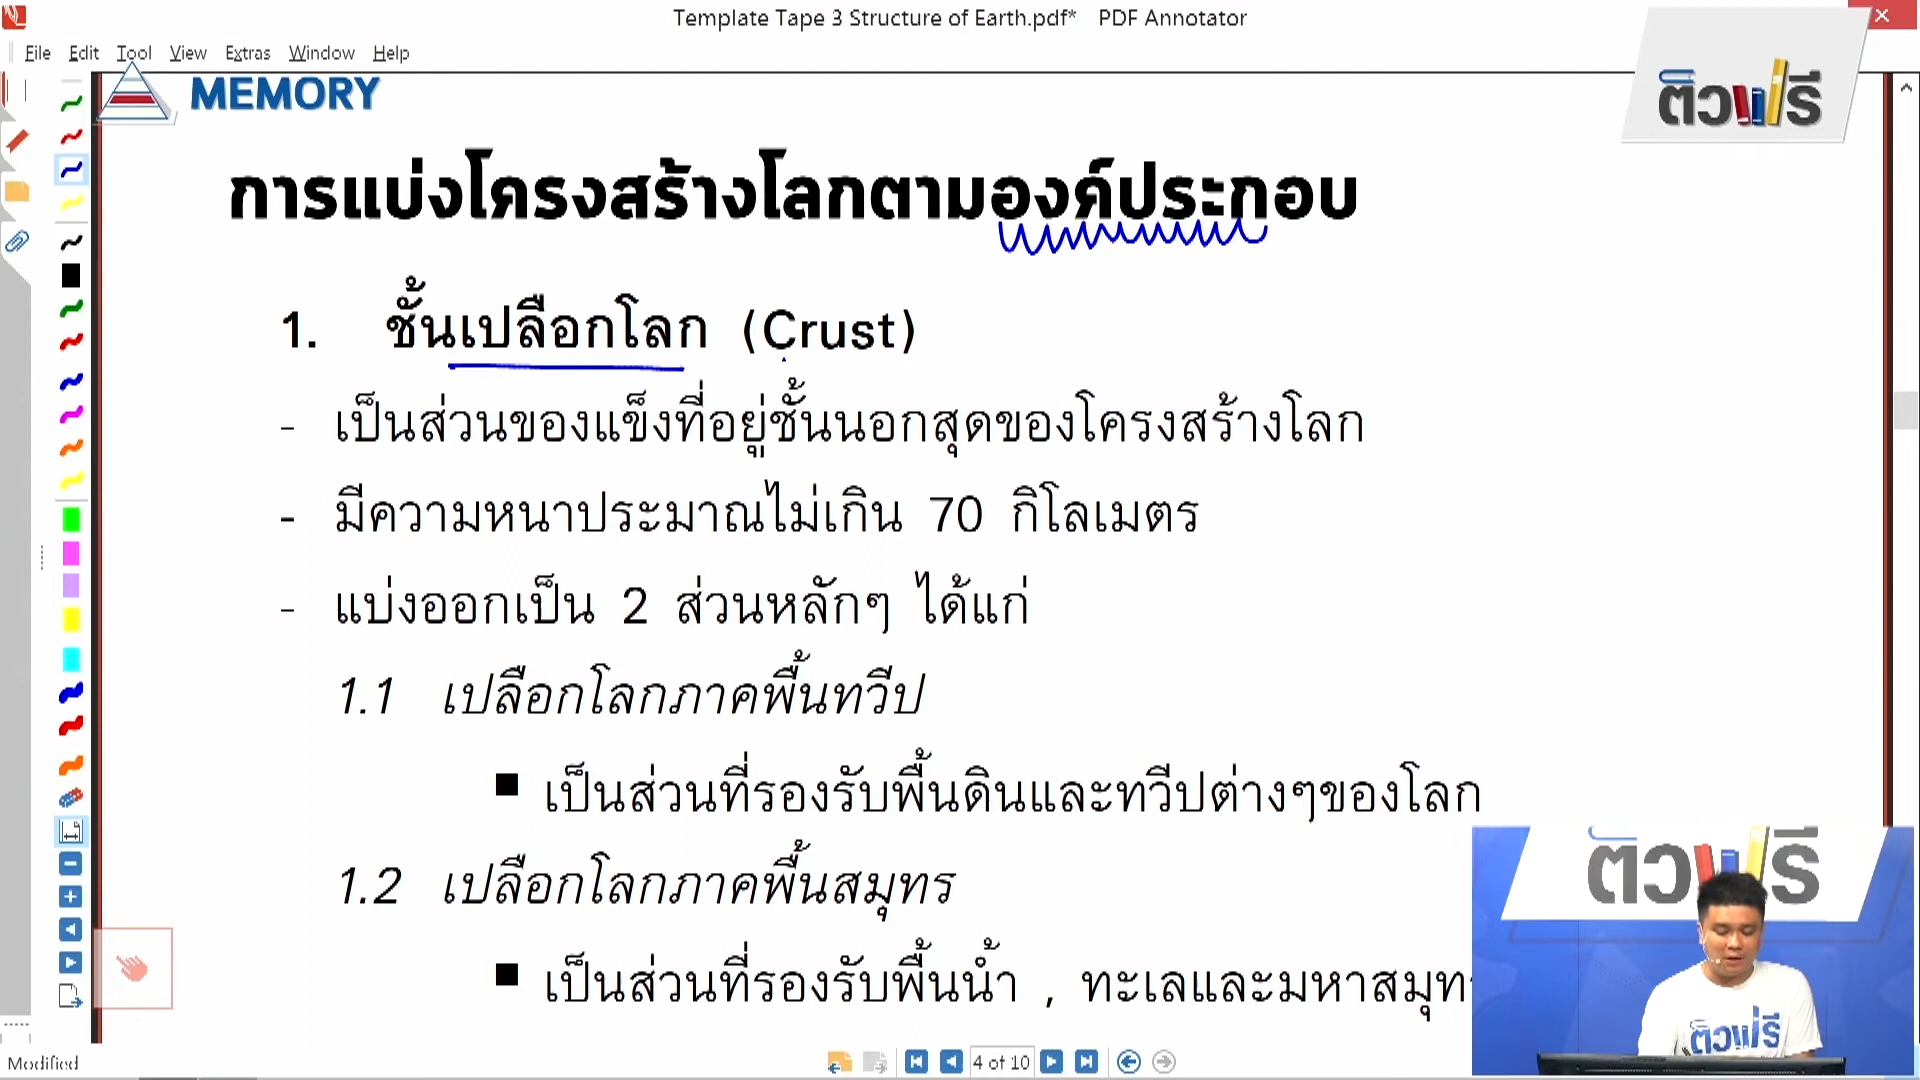 Template Tape 3 Structure of Earth.pdf* PDF Annotator
File Edit Tool View Extras Window Help
MEMORY
ติวฟรี
การแบ่งโครงสร้างโลกตามองค์ประกอบ
1. ชั้นเปลือกโลก (Crust)
- เป็นส่วนของแข็งที่อยู่ชั้นนอกสุดของโครงสร้างโลก
- มีความหนาประมาณไม่เกิน 70 กิโลเมตร
- แบ่งออกเป็น 2 ส่วนหลักๆ ได้แก่
1.1 เปลือกโลกภาคพื้นทวีป
■ เป็นส่วนที่รองรับพื้นดินและทวีปต่างๆของโลก
1.2 เปลือกโลกภาคพื้นสมุทร
■ เป็นส่วนที่รองรับพื้นน้ำ , ทะเลและมหาสมุท
ติวฟรี
ติวฟรี
Modified
4 of 10